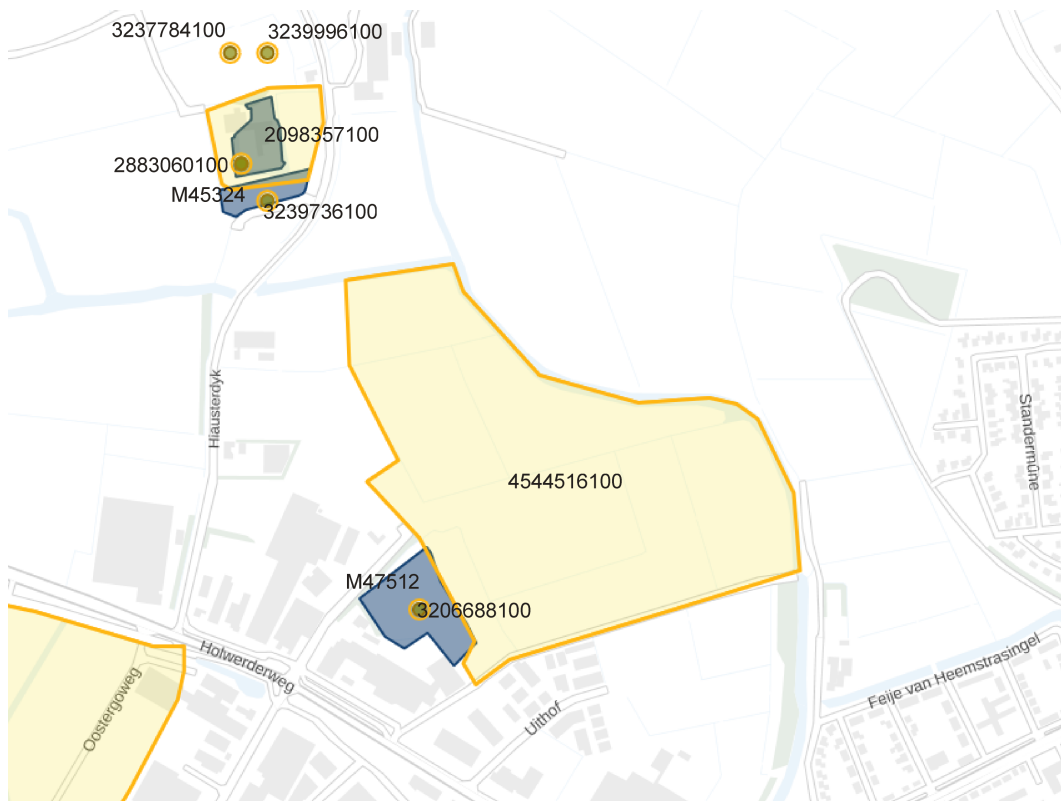 3237784100
3239996100
2098357100
2883060100
M45324
3239736100
Hiausterdyk
Standermûne
4544516100
M47512
3206688100
Holwerderweg
Oostergoweg
Uithof
Feije van Heemstrasingel